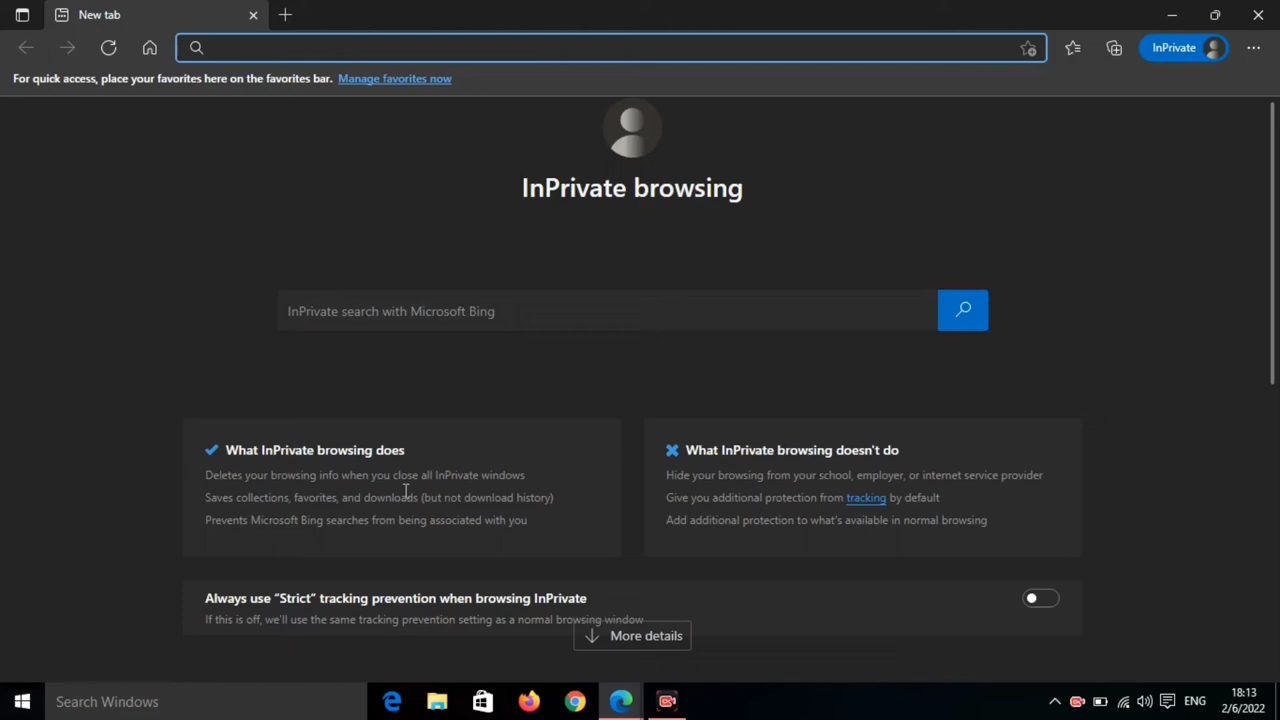 New tab
InPrivate
For quick access, place your favorites here on the favorites bar. Manage favorites now
InPrivate browsing
InPrivate search with Microsoft Bing
What InPrivate browsing does
Deletes your browsing info when you close all InPrivate windows
Saves collections, favorites, and downloads (but not download history)
Prevents Microsoft Bing searches from being associated with you
What InPrivate browsing doesn't do
Hide your browsing from your school, employer, or internet service provider
Give you additional protection from tracking by default
Add additional protection to what's available in normal browsing
Always use “Strict” tracking prevention when browsing InPrivate
If this is off, we'll use the same tracking prevention setting as a normal browsing window
More details
Search Windows
ENG
18:13
2/6/2022